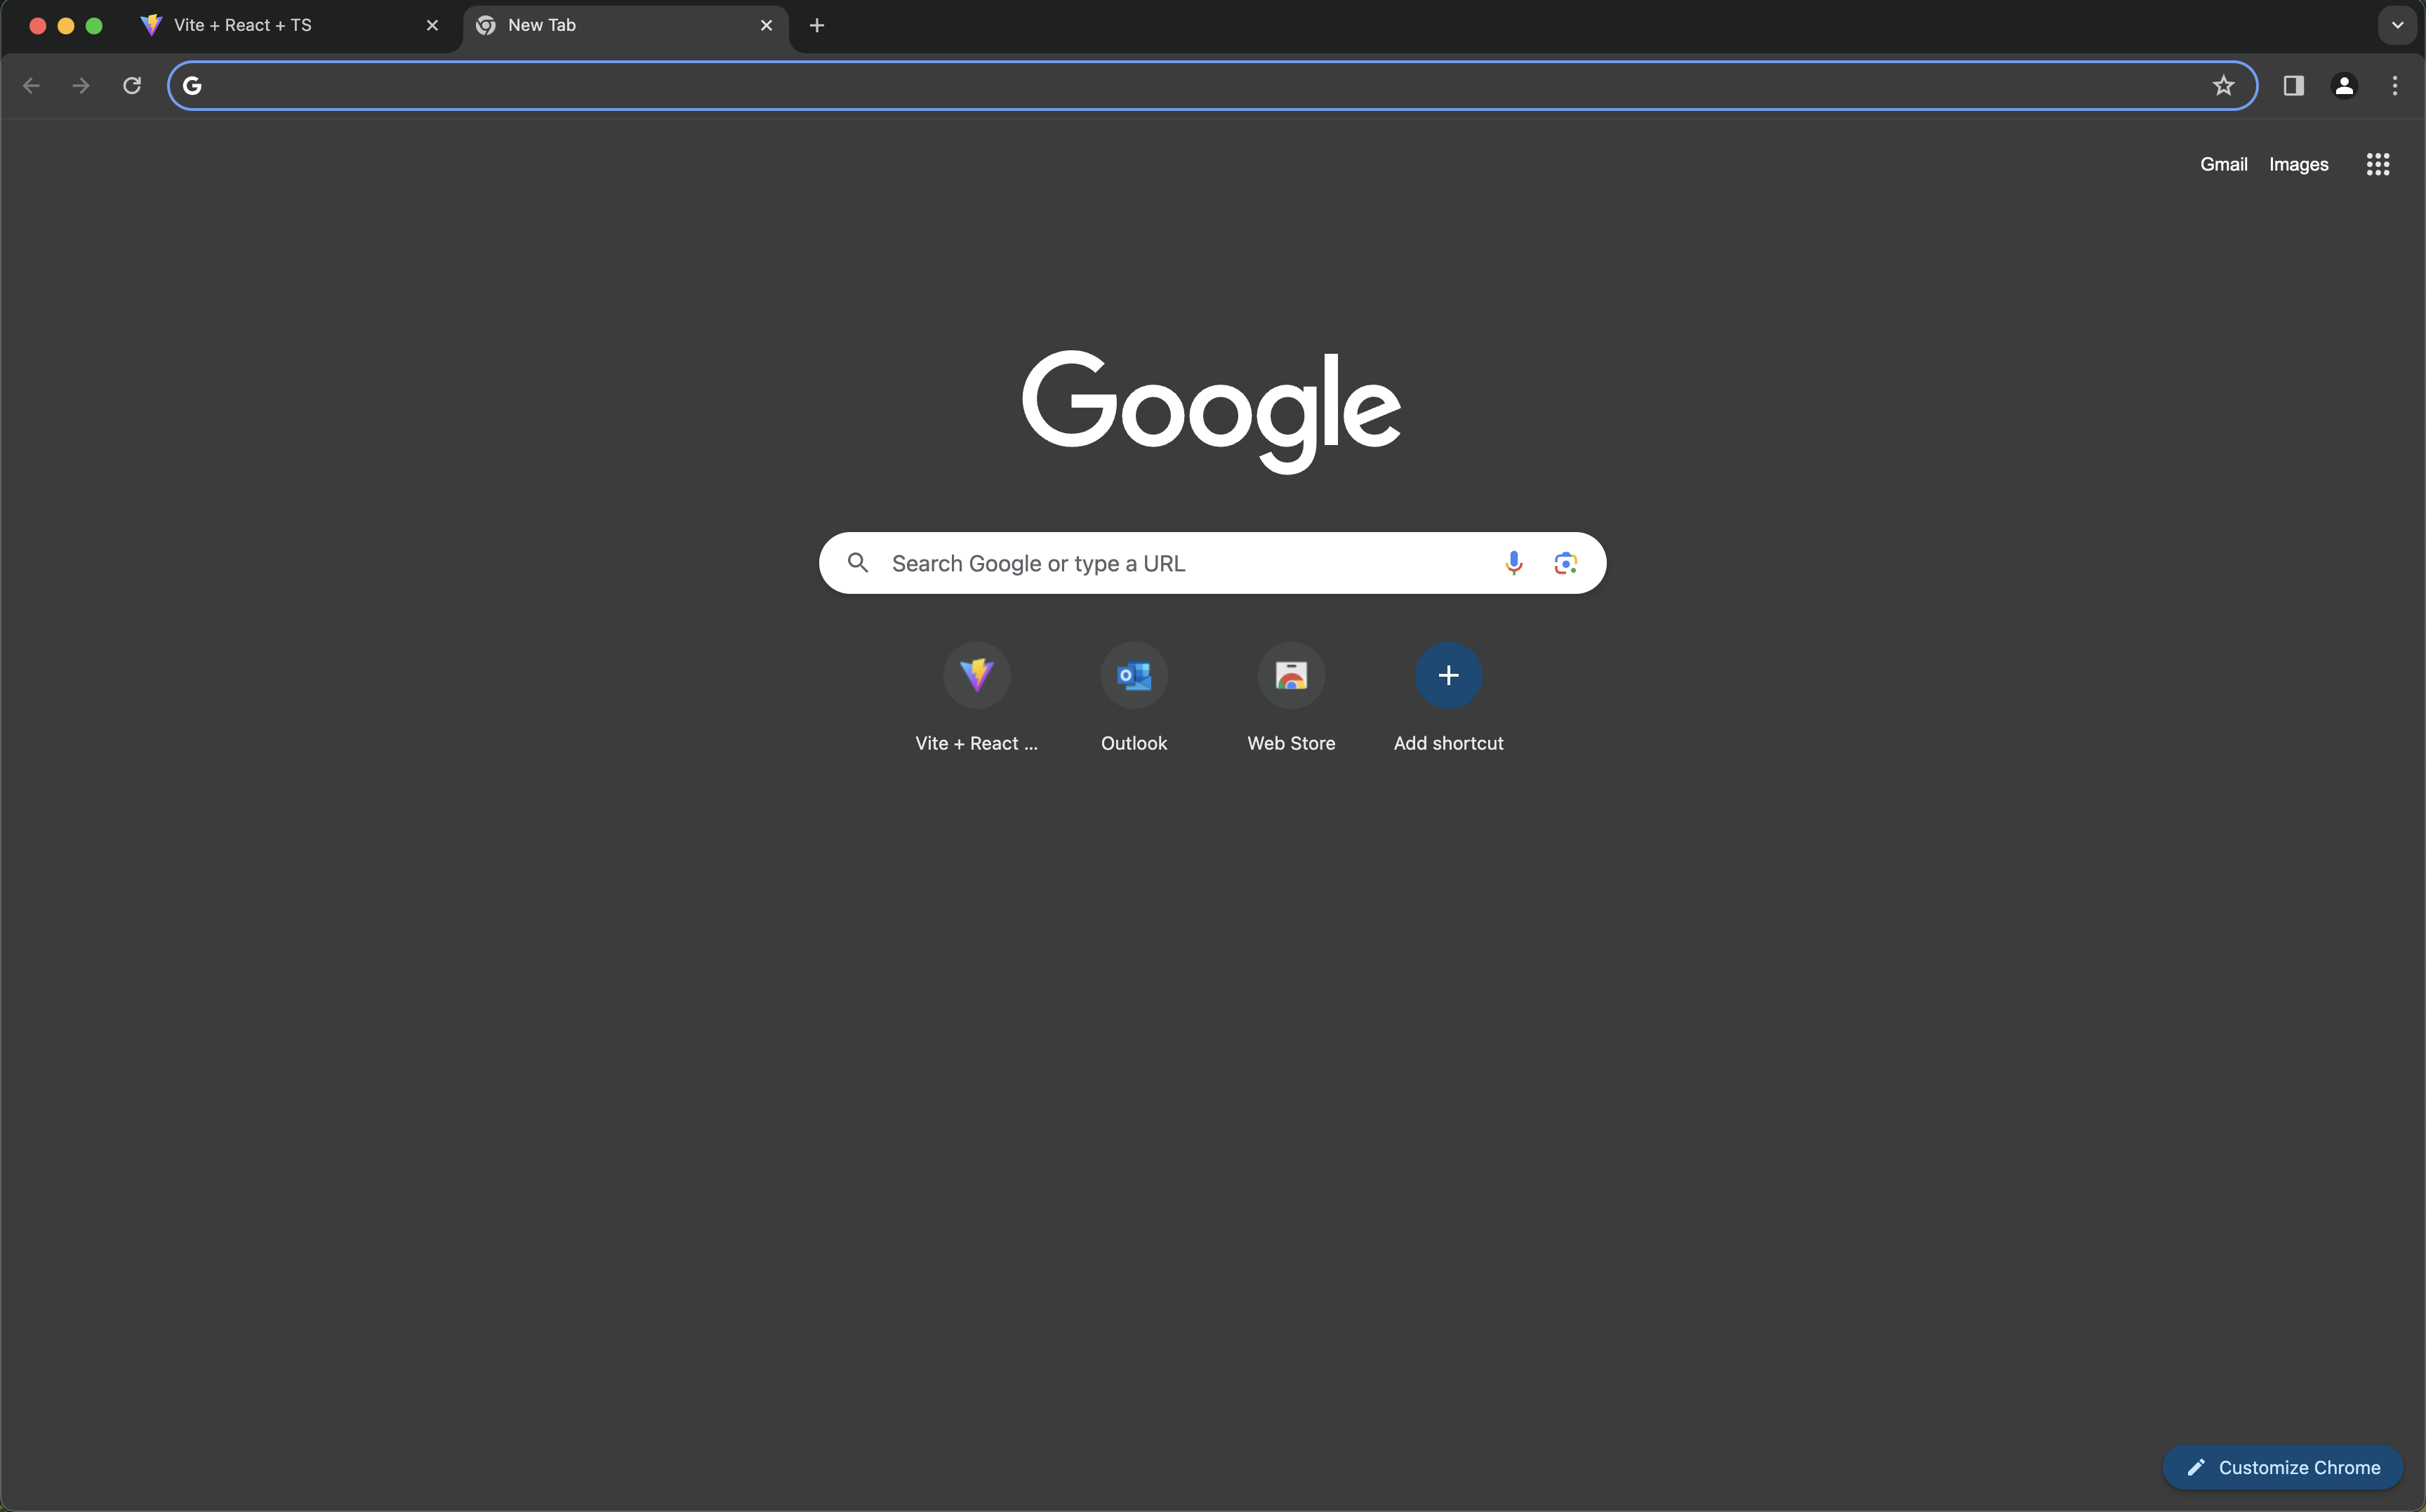 Vite + React + TS
New Tab
Gmail Images
Google
Search Google or type a URL
Vite + React ...
Outlook
Web Store
Add shortcut
Customize Chrome